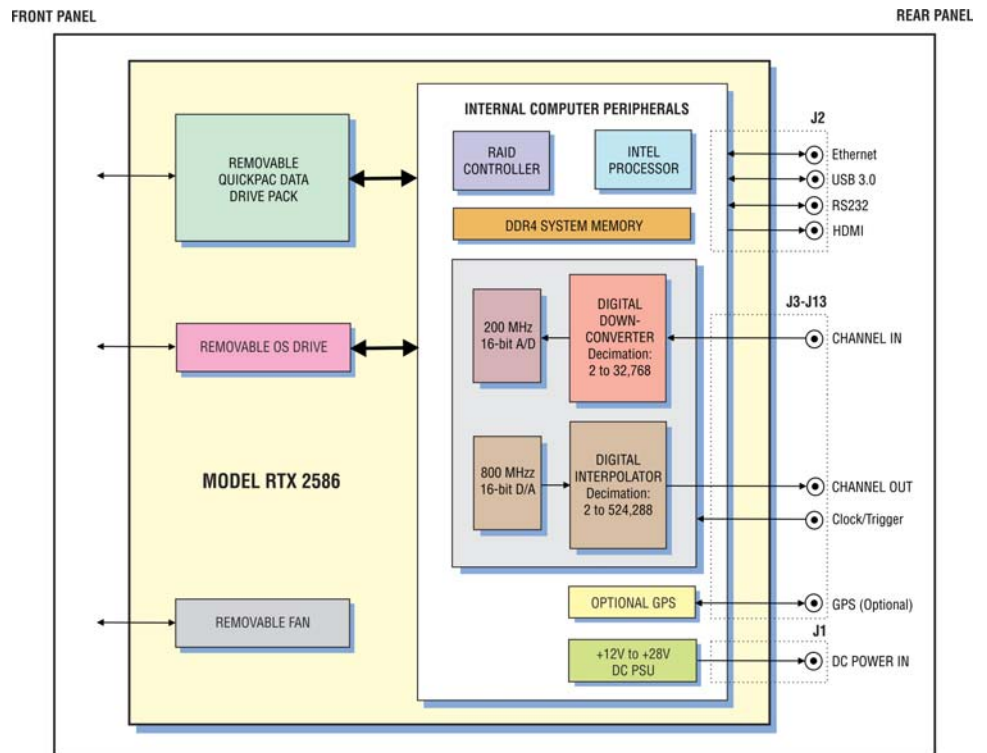 FRONT PANEL
REAR PANEL
INTERNAL COMPUTER PERIPHERALS
REMOVABLE
QUICKPAC DATA
DRIVE PACK
RAID
CONTROLLER
INTEL
PROCESSOR
DDR4 SYSTEM MEMORY
J2
Ethernet
USB 3.0
RS232
HDMI
REMOVABLE OS DRIVE
200 MHz
16-bit A/D
DIGITAL
DOWN-
CONVERTER
Decimation:
2 to 32,768
J3-J13
CHANNEL IN
MODEL RTX 2586
800 MHzz
16-bit D/A
DIGITAL
INTERPOLATOR
Decimation:
2 to 524,288
CHANNEL OUT
Clock/Trigger
REMOVABLE FAN
OPTIONAL GPS
GPS (Optional)
+12V to +28V
DC PSU
J1
DC POWER IN